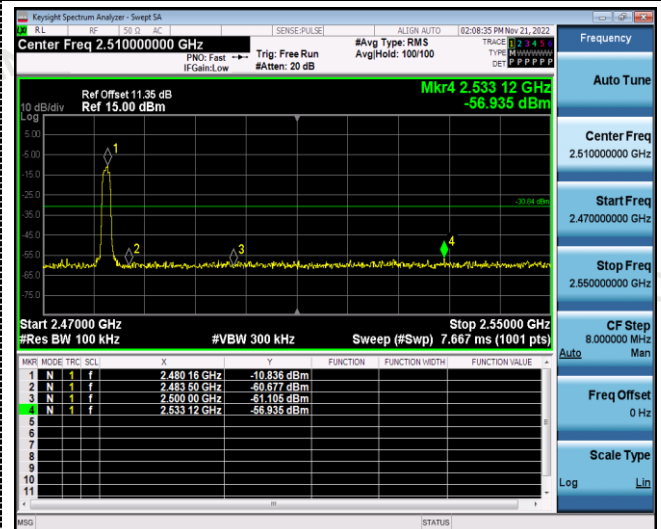 Keysight Spectrum Analyzer - Swept SA
RL RF 50 Ω AC SENSE:PULSE ALIGN AUTO 02:08:35 PM Nov 21, 2022
Center Freq 2.510000000 GHz
PNO: Fast
IFGain:Low
Trig: Free Run
#Atten: 20 dB
#Avg Type: RMS
Avg|Hold: 100/100
TRACE 1 2 3 4 5 6
TYPE M WWWWW
DET P P P P P P
Frequency
Mkr4 2.533 12 GHz
-56.935 dBm
Ref Offset 11.35 dB
10 dB/div Ref 15.00 dBm
Log
5.00
-5.00
-15.0
-25.0
-35.0
-45.0
-55.0
-65.0
-75.0
-30.84 dBm
1
2
3
4
Start 2.47000 GHz Stop 2.55000 GHz
#Res BW 100 kHz #VBW 300 kHz Sweep (#Swp) 7.667 ms (1001 pts)
MKR MODE TRC SCL X Y FUNCTION FUNCTION WIDTH FUNCTION VALUE
1 N 1 f 2.480 16 GHz -10.836 dBm
2 N 1 f 2.483 50 GHz -60.677 dBm
3 N 1 f 2.500 00 GHz -61.105 dBm
4 N 1 f 2.533 12 GHz -56.935 dBm
5
6
7
8
9
10
11
MSG STATUS
Auto Tune
Center Freq
2.510000000 GHz
Start Freq
2.470000000 GHz
Stop Freq
2.550000000 GHz
CF Step
8.000000 MHz
Auto Man
Freq Offset
0 Hz
Scale Type
Log Lin